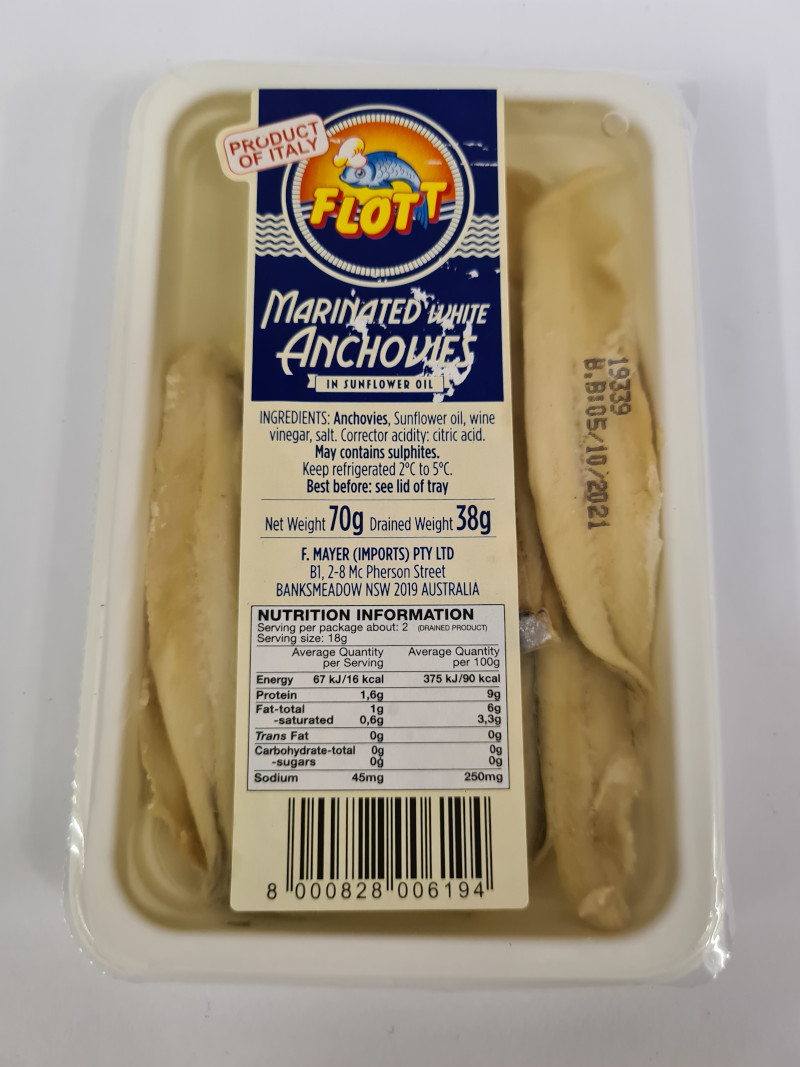 PRODUCT
OF ITALY
FLOTT
MARINATED WHITE
ANCHOVIES
IN SUNFLOWER OIL
INGREDIENTS: Anchovies, Sunflower oil, wine
vinegar, salt. Corrector acidity: citric acid.
May contains sulphites.
Keep refrigerated 2°C to 5°C.
Best before: see lid of tray
Net Weight 70g Drained Weight 38g
F. MAYER (IMPORTS) PTY LTD
B1, 2-8 Mc Pherson Street
BANKSMEADOW NSW 2019 AUSTRALIA
NUTRITION INFORMATION
Serving per package about: 2 (DRAINED PRODUCT)
Serving size: 18g
Average Quantity Average Quantity
per Serving per 100g
Energy 67 kJ/16 kcal 375 kJ/90 kcal
Protein 1,6g 9g
Fat-total 1g 6g
-saturated 0,6g 3,3g
Trans Fat 0g 0g
Carbohydrate-total 0g 0g
-sugars 0g 0g
Sodium 45mg 250mg
8 000828 006194
19339
B.B:05/10/2021